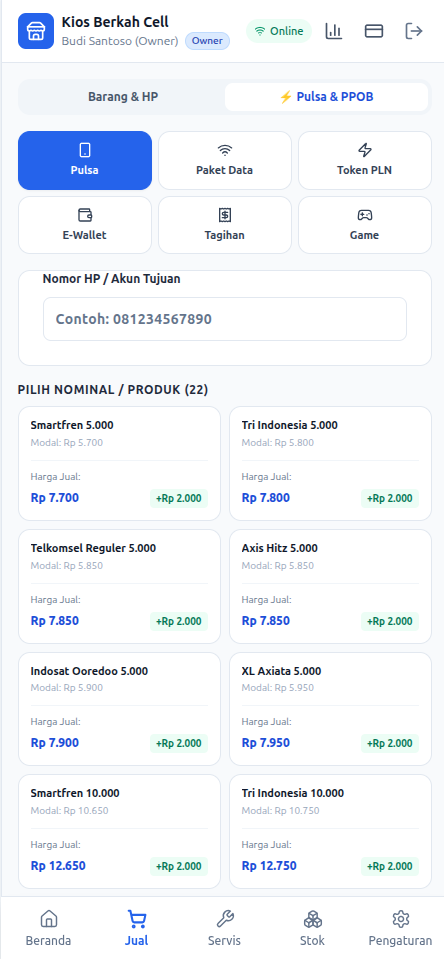 Kios Berkah Cell
Budi Santoso (Owner) Owner
Online
Barang & HP
⚡ Pulsa & PPOB
Pulsa
Paket Data
Token PLN
E-Wallet
Tagihan
Game
Nomor HP / Akun Tujuan
Contoh: 081234567890
PILIH NOMINAL / PRODUK (22)
Smartfren 5.000
Modal: Rp 5.700
Harga Jual:
Rp 7.700 +Rp 2.000
Tri Indonesia 5.000
Modal: Rp 5.800
Harga Jual:
Rp 7.800 +Rp 2.000
Telkomsel Reguler 5.000
Modal: Rp 5.850
Harga Jual:
Rp 7.850 +Rp 2.000
Axis Hitz 5.000
Modal: Rp 5.850
Harga Jual:
Rp 7.850 +Rp 2.000
Indosat Ooredoo 5.000
Modal: Rp 5.900
Harga Jual:
Rp 7.900 +Rp 2.000
XL Axiata 5.000
Modal: Rp 5.950
Harga Jual:
Rp 7.950 +Rp 2.000
Smartfren 10.000
Modal: Rp 10.650
Harga Jual:
Rp 12.650 +Rp 2.000
Tri Indonesia 10.000
Modal: Rp 10.750
Harga Jual:
Rp 12.750 +Rp 2.000
Beranda
Jual
Servis
Stok
Pengaturan